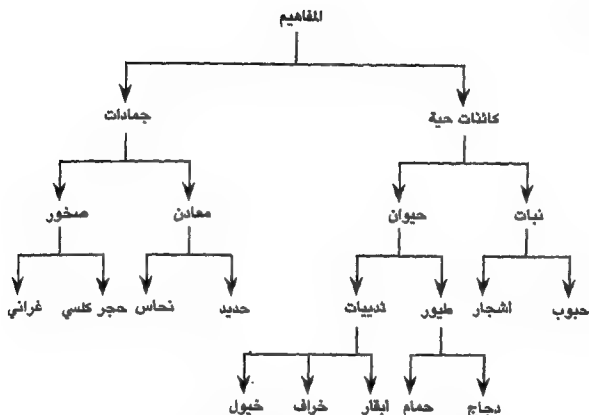 المفاهيم
كائنات حية جمادات
نبات حيوان معادن صخور
حبوب اشجار طيور ثدييات حديد نحاس حجر كلسي غراني
دجاج حمام ابقار خراف خيول